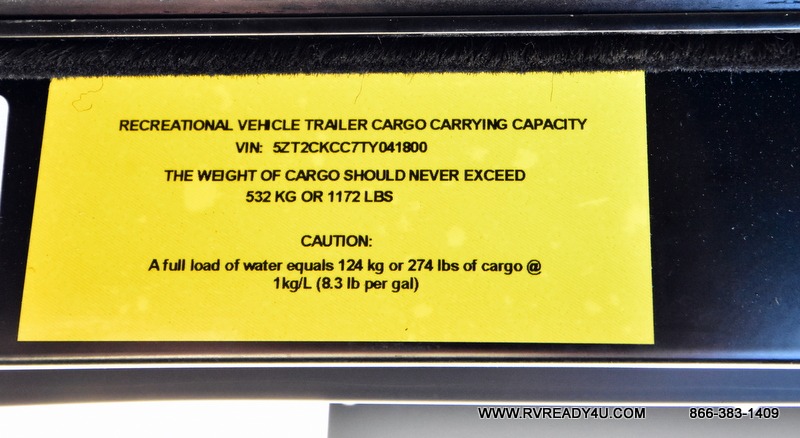 RECREATIONAL VEHICLE TRAILER CARGO CARRYING CAPACITY
VIN: 5ZT2CKCC7TY041800
THE WEIGHT OF CARGO SHOULD NEVER EXCEED
532 KG OR 1172 LBS
CAUTION:
A full load of water equals 124 kg or 274 lbs of cargo @
1kg/L (8.3 lb per gal)
WWW.RVREADY4U.COM 866-383-1409